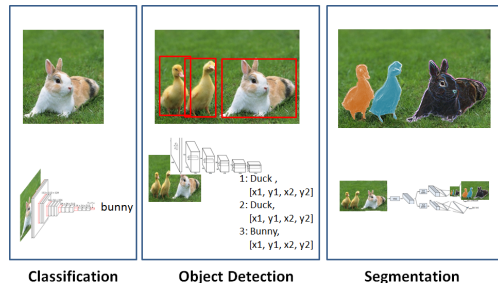 bunny
1: Duck ,
[x1, y1, x2, y2]
2: Duck,
[x1, y1, x2, y2]
3: Bunny,
[x1, y1, x2, y2]
Classification
Object Detection
Segmentation